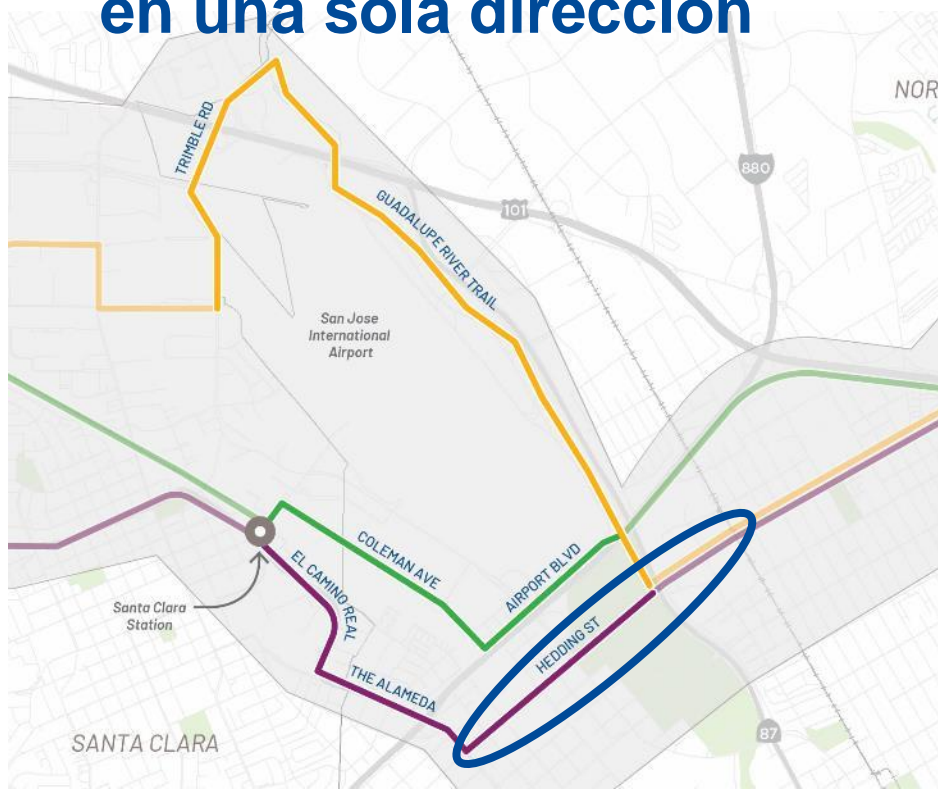 en una sola dirección
NOR
TRIMBLE RD
880
101
GUADALUPE RIVER TRAIL
San Jose
International
Airport
COLEMAN AVE
AIRPORT BLVD
EL CAMINO REAL
Santa Clara
Station
HEDDING ST
THE ALAMEDA
SANTA CLARA
87